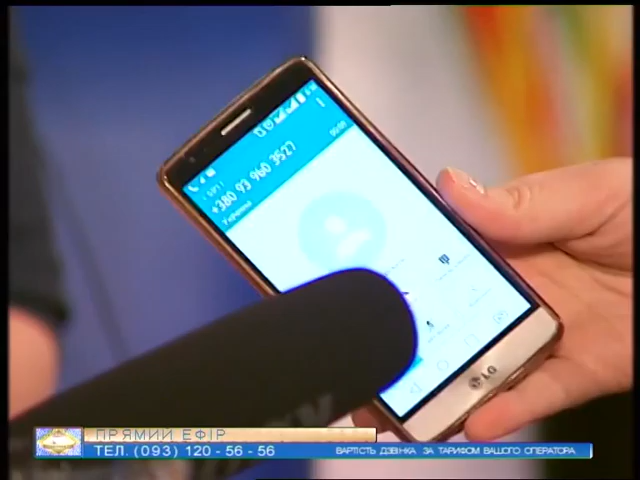 +380 93 960 3527
Україна
LG
ПРЯМИЙ ЕФІР
ТЕЛ. (093) 120 - 56 - 56
ВАРТІСТЬ ДЗВІНКА ЗА ТАРИФОМ ВАШОГО ОПЕРАТОРА